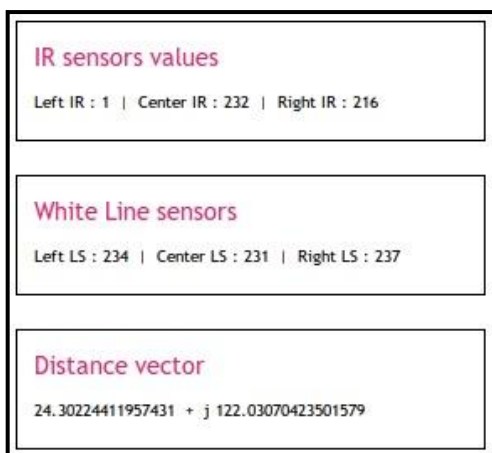 IR sensors values
Left IR : 1 | Center IR : 232 | Right IR : 216
White Line sensors
Left LS : 234 | Center LS : 231 | Right LS : 237
Distance vector
24.30224411957431 + j 122.03070423501579